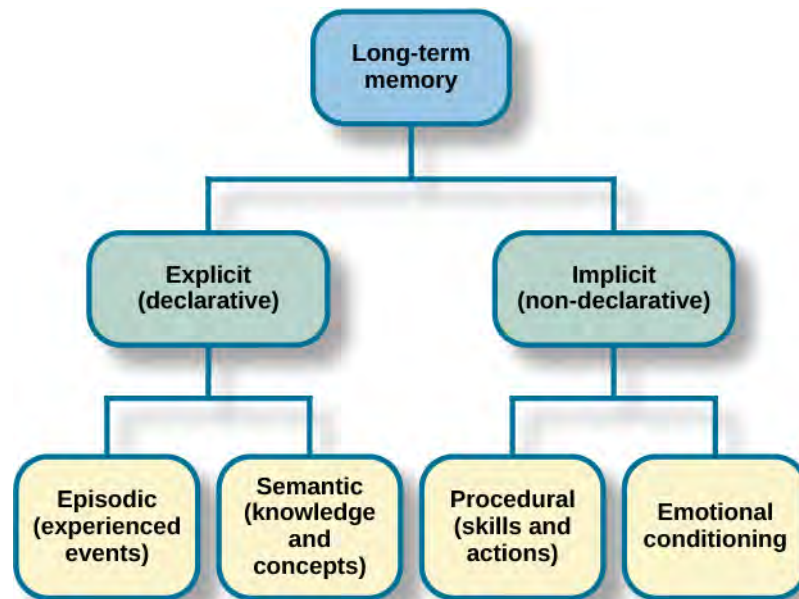 Long-term
memory
Explicit
(declarative)
Implicit
(non-declarative)
Episodic
(experienced
events)
Semantic
(knowledge
and
concepts)
Procedural
(skills and
actions)
Emotional
conditioning